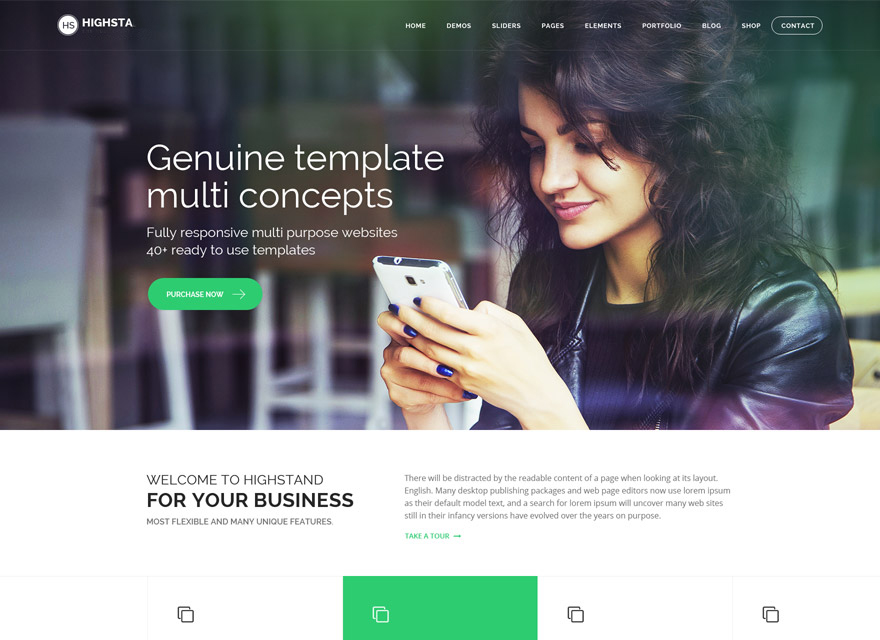 HS HIGHSTA
HOME DEMOS SLIDERS PAGES ELEMENTS PORTFOLIO BLOG SHOP CONTACT
Genuine template
multi concepts
Fully responsive multi purpose websites
40+ ready to use templates
PURCHASE NOW
WELCOME TO HIGHSTAND
FOR YOUR BUSINESS
MOST FLEXIBLE AND MANY UNIQUE FEATURES.
There will be distracted by the readable content of a page when looking at its layout.
English. Many desktop publishing packages and web page editors now use lorem ipsum
as their default model text, and a search for lorem ipsum will uncover many web sites
still in their infancy versions have evolved over the years on purpose.
TAKE A TOUR